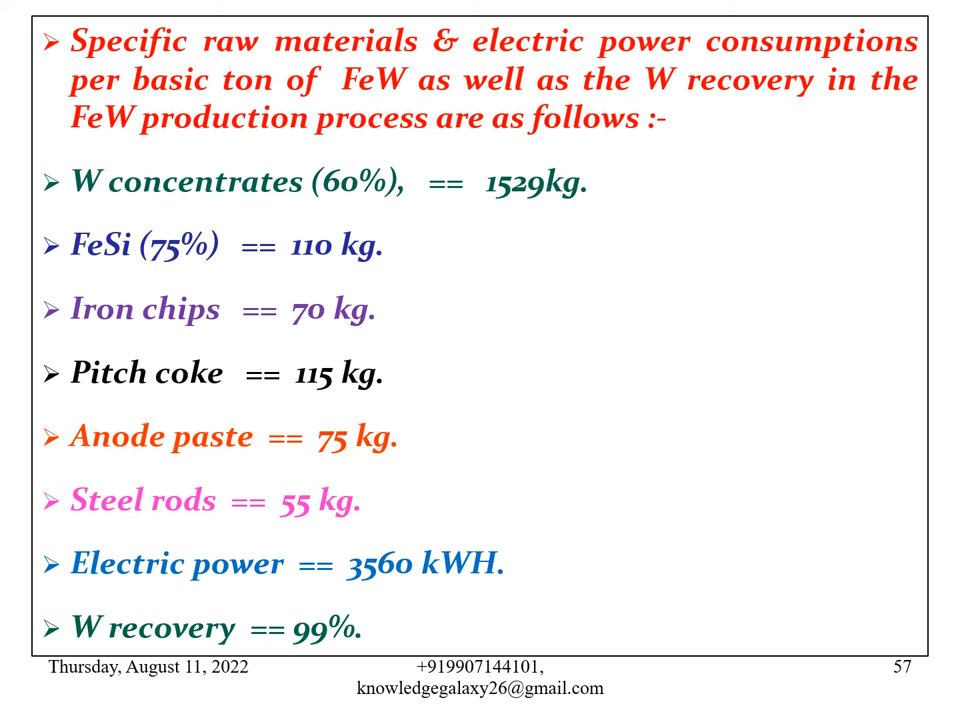 Specific raw materials & electric power consumptions
per basic ton of FeW as well as the W recovery in the
FeW production process are as follows :-
W concentrates (60%), == 1529kg.
FeSi (75%) == 110 kg.
Iron chips == 70 kg.
Pitch coke == 115 kg.
Anode paste == 75 kg.
Steel rods == 55 kg.
Electric power == 3560 kWH.
W recovery == 99%.
Thursday, August 11, 2022
+919907144101,
knowledgegalaxy26@gmail.com
57